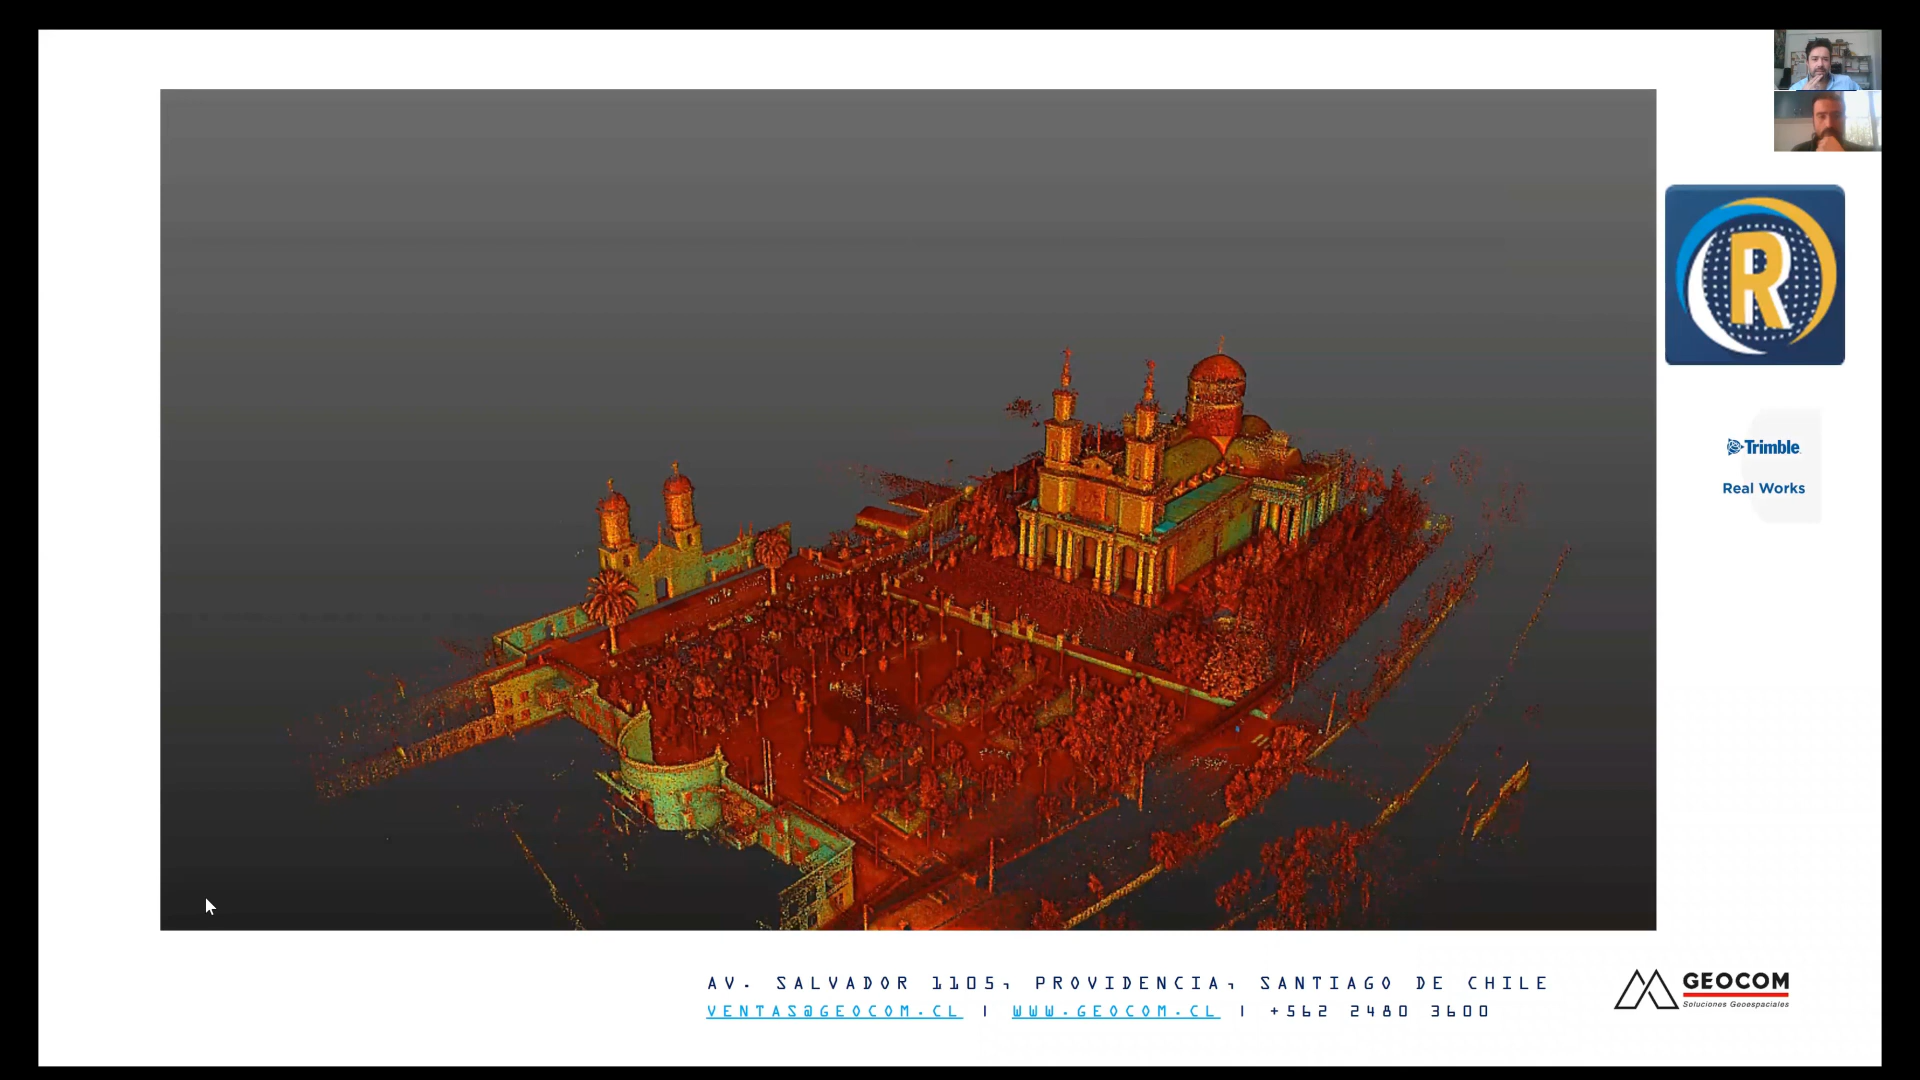 R
Trimble
Real Works
AV. SALVADOR 1105, PROVIDENCIA, SANTIAGO DE CHILE
VENTAS@GEOCOM.CL | WWW.GEOCOM.CL | +562 2480 3600
GEOCOM
Soluciones Geoespaciales